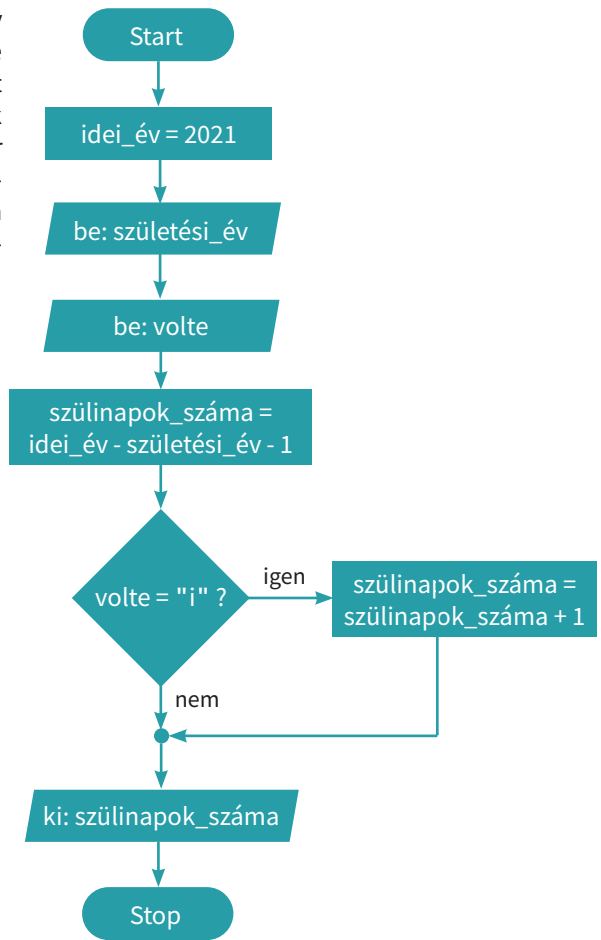 Start
idei_év = 2021
be: születési_év
be: volte
szülinapok_száma =
idei_év - születési_év - 1
volte = "i" ?
igen
szülinapok_száma =
szülinapok_száma + 1
nem
ki: szülinapok_száma
Stop